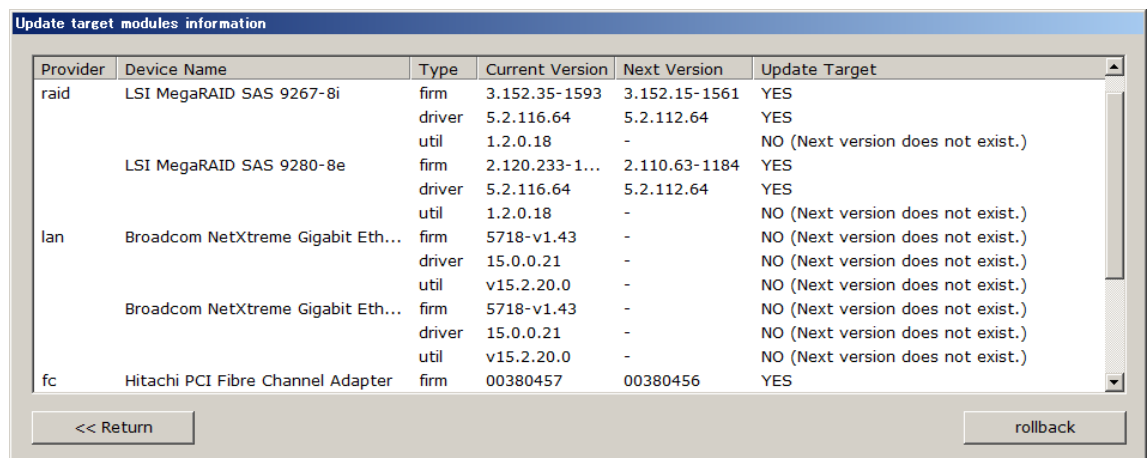 Update target modules information
Provider Device Name Type Current Version Next Version Update Target
raid LSI MegaRAID SAS 9267-8i firm 3.152.35-1593 3.152.15-1561 YES
driver 5.2.116.64 5.2.112.64 YES
util 1.2.0.18 - NO (Next version does not exist.)
LSI MegaRAID SAS 9280-8e firm 2.120.233-1... 2.110.63-1184 YES
driver 5.2.116.64 5.2.112.64 YES
util 1.2.0.18 - NO (Next version does not exist.)
lan Broadcom NetXtreme Gigabit Eth... firm 5718-v1.43 - NO (Next version does not exist.)
driver 15.0.0.21 - NO (Next version does not exist.)
util v15.2.20.0 - NO (Next version does not exist.)
Broadcom NetXtreme Gigabit Eth... firm 5718-v1.43 - NO (Next version does not exist.)
driver 15.0.0.21 - NO (Next version does not exist.)
util v15.2.20.0 - NO (Next version does not exist.)
fc Hitachi PCI Fibre Channel Adapter firm 00380457 00380456 YES
<< Return rollback